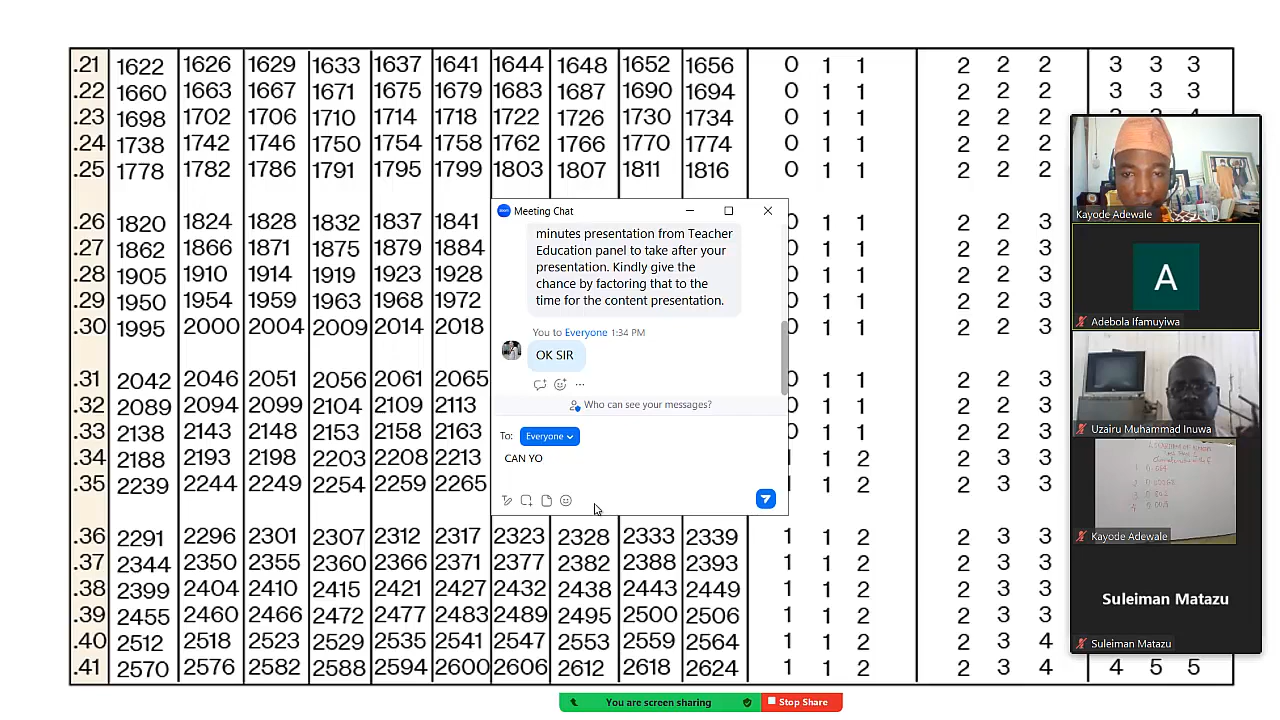 .21 1622 1626 1629 1633 1637 1641 1644 1648 1652 1656 0 1 1 2 2 2 3 3 3
.22 1660 1663 1667 1671 1675 1679 1683 1687 1690 1694 0 1 1 2 2 2 3 3 3
.23 1698 1702 1706 1710 1714 1718 1722 1726 1730 1734 0 1 1 2 2 2
.24 1738 1742 1746 1750 1754 1758 1762 1766 1770 1774 0 1 1 2 2 2
.25 1778 1782 1786 1791 1795 1799 1803 1807 1811 1816 0 1 1 2 2 2
.26 1820 1824 1828 1832 1837 1841 0 1 1 2 2 3
.27 1862 1866 1871 1875 1879 1884 0 1 1 2 2 3
.28 1905 1910 1914 1919 1923 1928 0 1 1 2 2 3
.29 1950 1954 1959 1963 1968 1972 0 1 1 2 2 3
.30 1995 2000 2004 2009 2014 2018 0 1 1 2 2 3
.31 2042 2046 2051 2056 2061 2065 0 1 1 2 2 3
.32 2089 2094 2099 2104 2109 2113 0 1 1 2 2 3
.33 2138 2143 2148 2153 2158 2163 0 1 1 2 2 3
.34 2188 2193 2198 2203 2208 2213 1 1 2 2 3 3
.35 2239 2244 2249 2254 2259 2265 1 1 2 2 3 3
.36 2291 2296 2301 2307 2312 2317 2323 2328 2333 2339 1 1 2 2 3 3
.37 2344 2350 2355 2360 2366 2371 2377 2382 2388 2393 1 1 2 2 3 3
.38 2399 2404 2410 2415 2421 2427 2432 2438 2443 2449 1 1 2 2 3 3
.39 2455 2460 2466 2472 2477 2483 2489 2495 2500 2506 1 1 2 2 3 3
.40 2512 2518 2523 2529 2535 2541 2547 2553 2559 2564 1 1 2 2 3 4
.41 2570 2576 2582 2588 2594 2600 2606 2612 2618 2624 1 1 2 2 3 4 4 5 5
Meeting Chat
minutes presentation from Teacher
Education panel to take after your
presentation. Kindly give the
chance by factoring that to the
time for the content presentation.
You to Everyone 1:34 PM
OK SIR
Who can see your messages?
To: Everyone
CAN YO
Kayode Adewale
A
Adebola Ifamuyiwa
Uzairu Muhammad Inuwa
Kayode Adewale
Suleiman Matazu
Suleiman Matazu
You are screen sharing
Stop Share